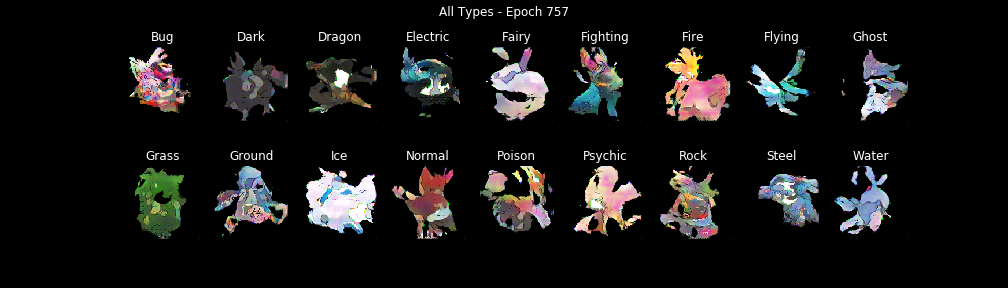 All Types - Epoch 757
Bug Dark Dragon Electric Fairy Fighting Fire Flying Ghost
Grass Ground Ice Normal Poison Psychic Rock Steel Water